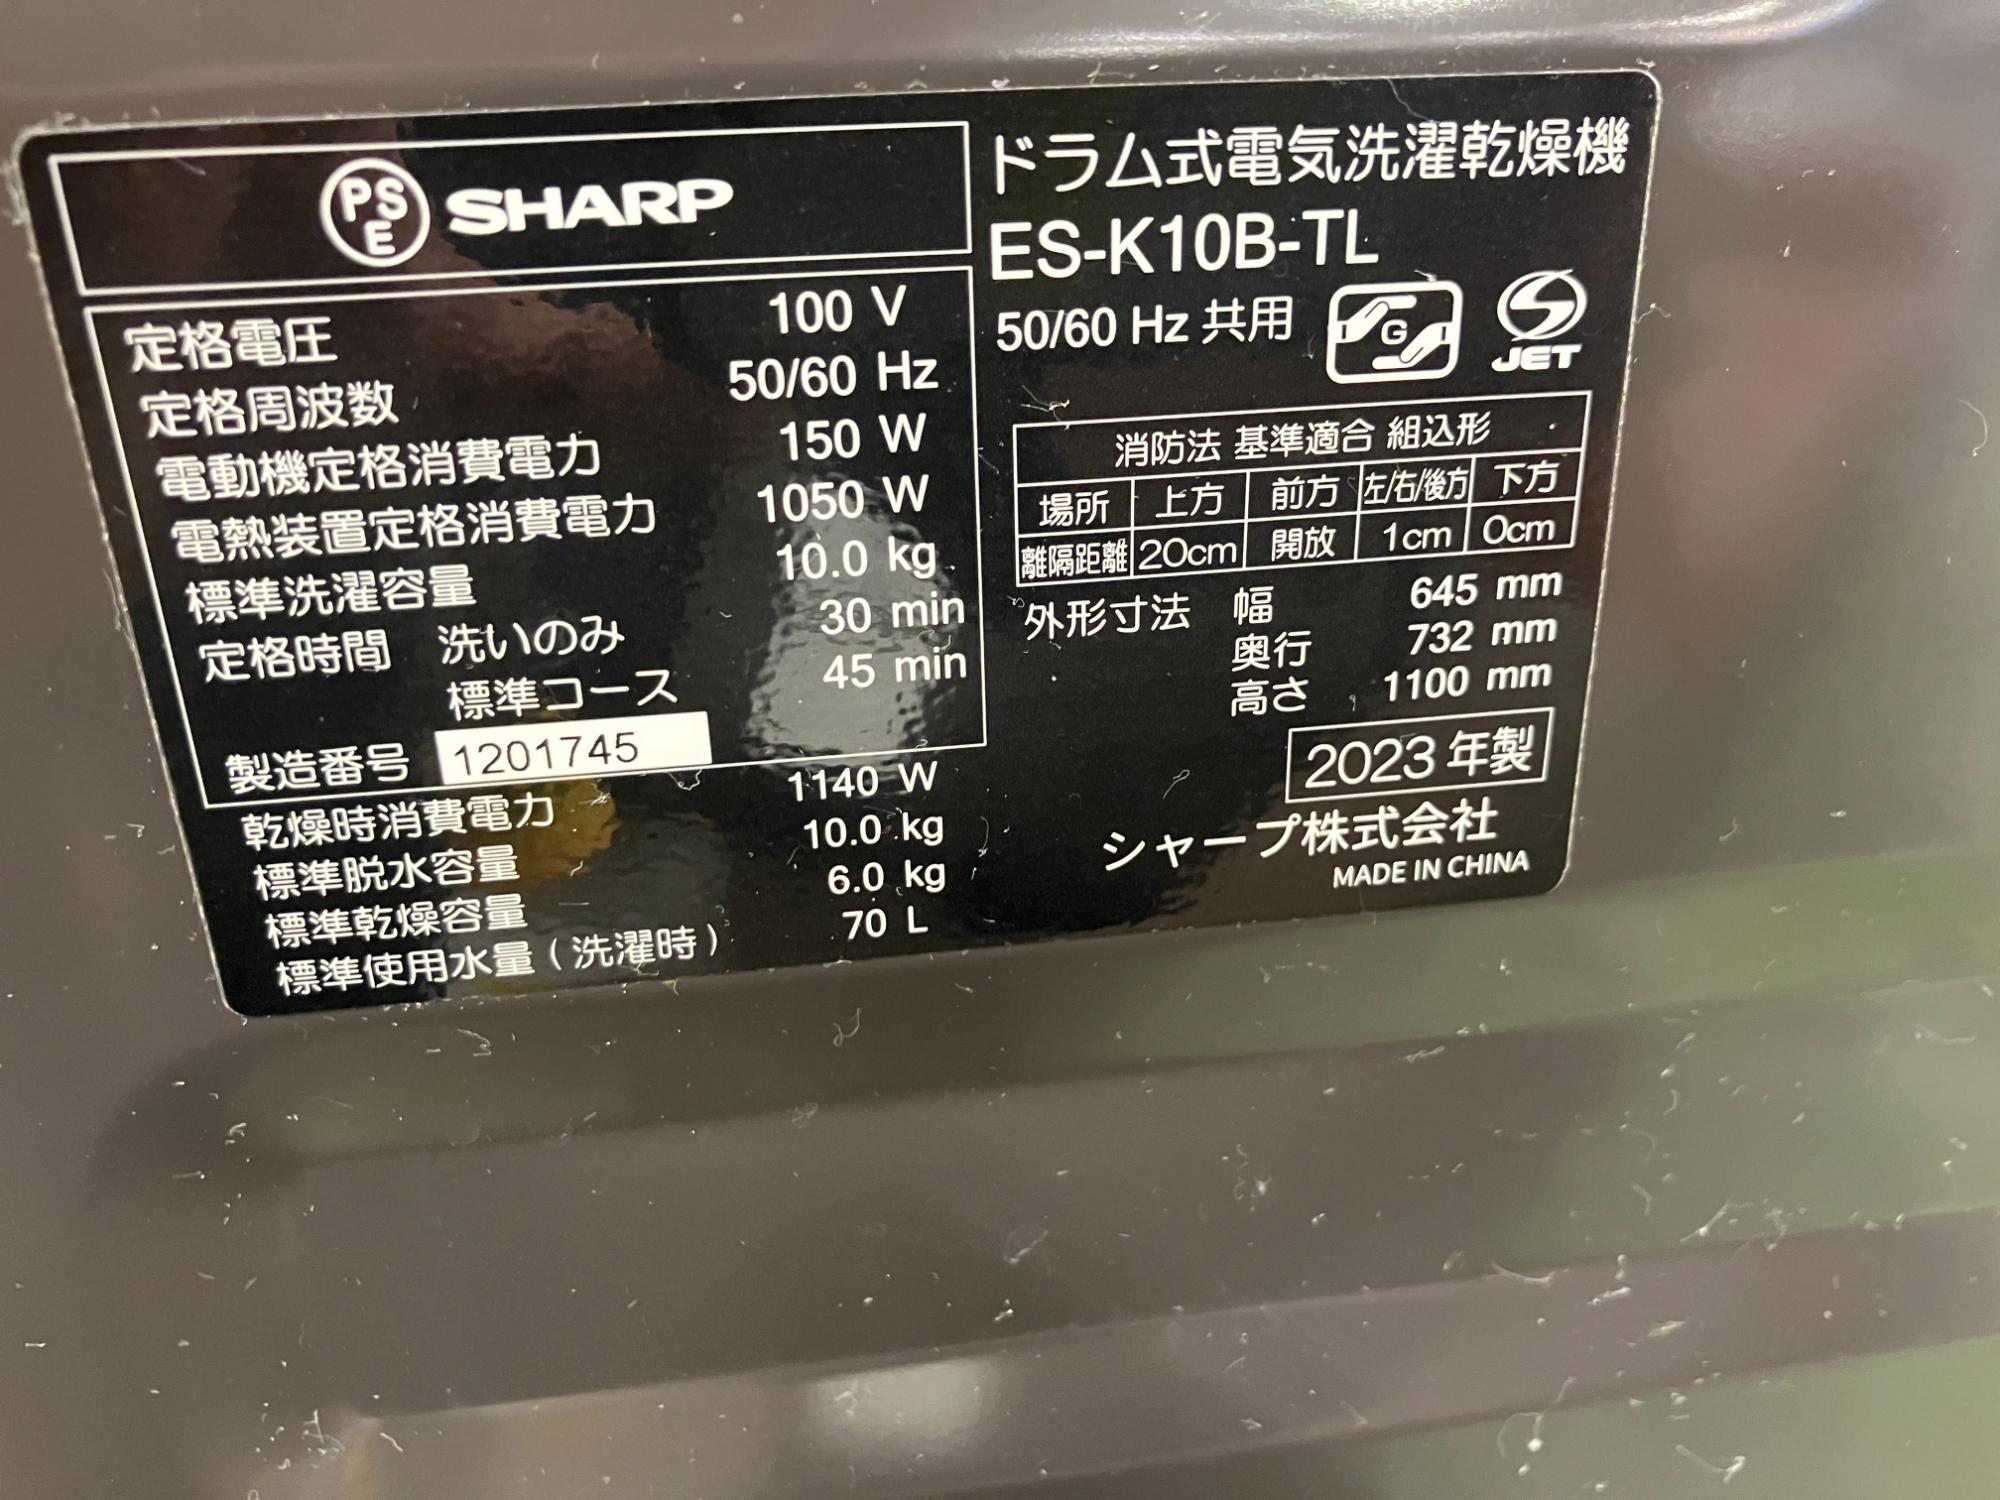 PS
E SHARP
定格電圧 100 V
定格周波数 50/60 Hz
電動機定格消費電力 150 W
電熱装置定格消費電力 1050 W
標準洗濯容量 10.0 kg
定格時間 洗いのみ 30 min
標準コース 45 min
製造番号 1201745
乾燥時消費電力 1140 W
標準脱水容量 10.0 kg
標準乾燥容量 6.0 kg
標準使用水量(洗濯時) 70 L
ドラム式電気洗濯乾燥機
ES-K10B-TL
50/60 Hz 共用 G S JET
消防法 基準適合 組込形
場所 上方 前方 左/右/後方 下方
離隔距離 20cm 開放 1cm 0cm
外形寸法 幅 645 mm
奥行 732 mm
高さ 1100 mm
2023年製
シャープ株式会社
MADE IN CHINA